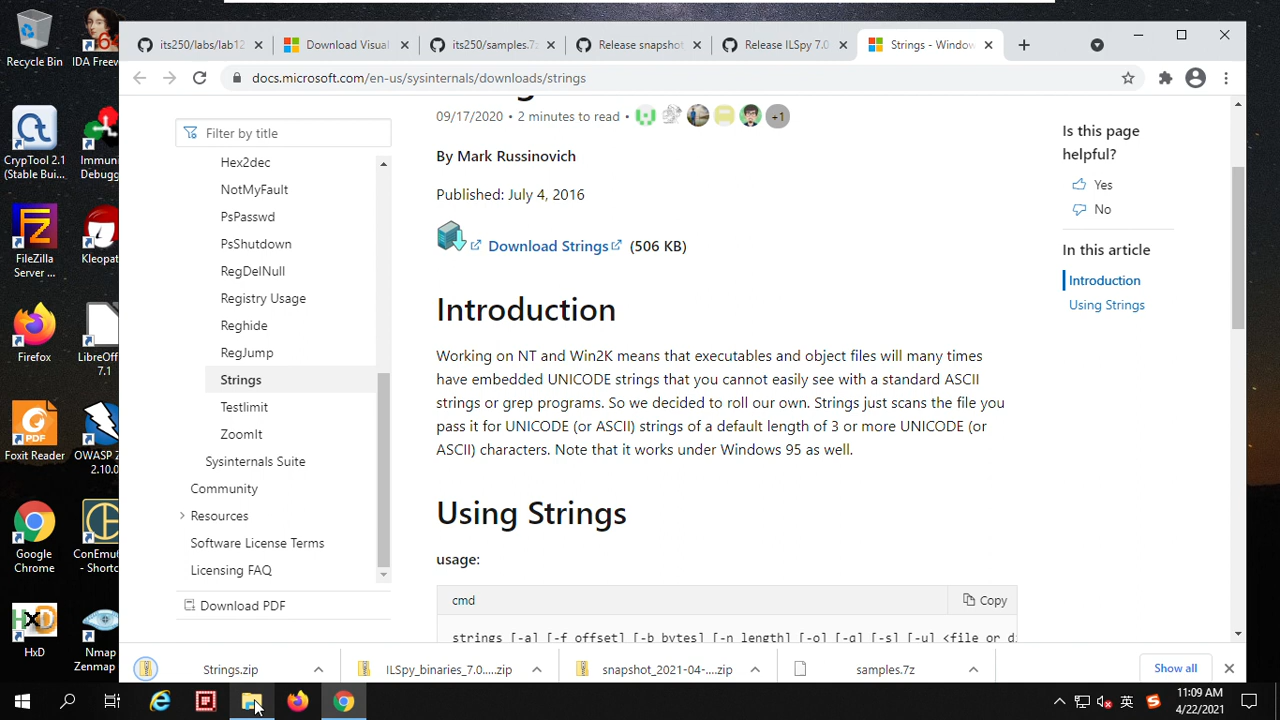 Recycle Bin
IDA Freew
CrypTool 2.1
(Stable Bui...
Immuni
Debugg
FileZilla
Server ...
Kleopat
Firefox
LibreOff
7.1
Foxit Reader
OWASP Z
2.10.0
Google
Chrome
ConEmu
- Shortc
HxD
Nmap
Zenmap
its250/labs/lab12
Download Visual
its250/samples.7
Release snapshot
Release ILSpy 7.0
Strings - Window
docs.microsoft.com/en-us/sysinternals/downloads/strings
Filter by title
Hex2dec
NotMyFault
PsPasswd
PsShutdown
RegDelNull
Registry Usage
Reghide
RegJump
Strings
Testlimit
ZoomIt
Sysinternals Suite
Community
Resources
Software License Terms
Licensing FAQ
Download PDF
09/17/2020 • 2 minutes to read •
+1
By Mark Russinovich
Published: July 4, 2016
Download Strings (506 KB)
Introduction
Working on NT and Win2K means that executables and object files will many times
have embedded UNICODE strings that you cannot easily see with a standard ASCII
strings or grep programs. So we decided to roll our own. Strings just scans the file you
pass it for UNICODE (or ASCII) strings of a default length of 3 or more UNICODE (or
ASCII) characters. Note that it works under Windows 95 as well.
Using Strings
usage:
cmd
Copy
strings [-a] [-f offset] [-b bytes] [-n length] [-o] [-q] [-s] [-u] <file or d
Is this page
helpful?
Yes
No
In this article
Introduction
Using Strings
Strings.zip
ILSpy_binaries_7.0....zip
snapshot_2021-04-....zip
samples.7z
Show all
英
11:09 AM
4/22/2021